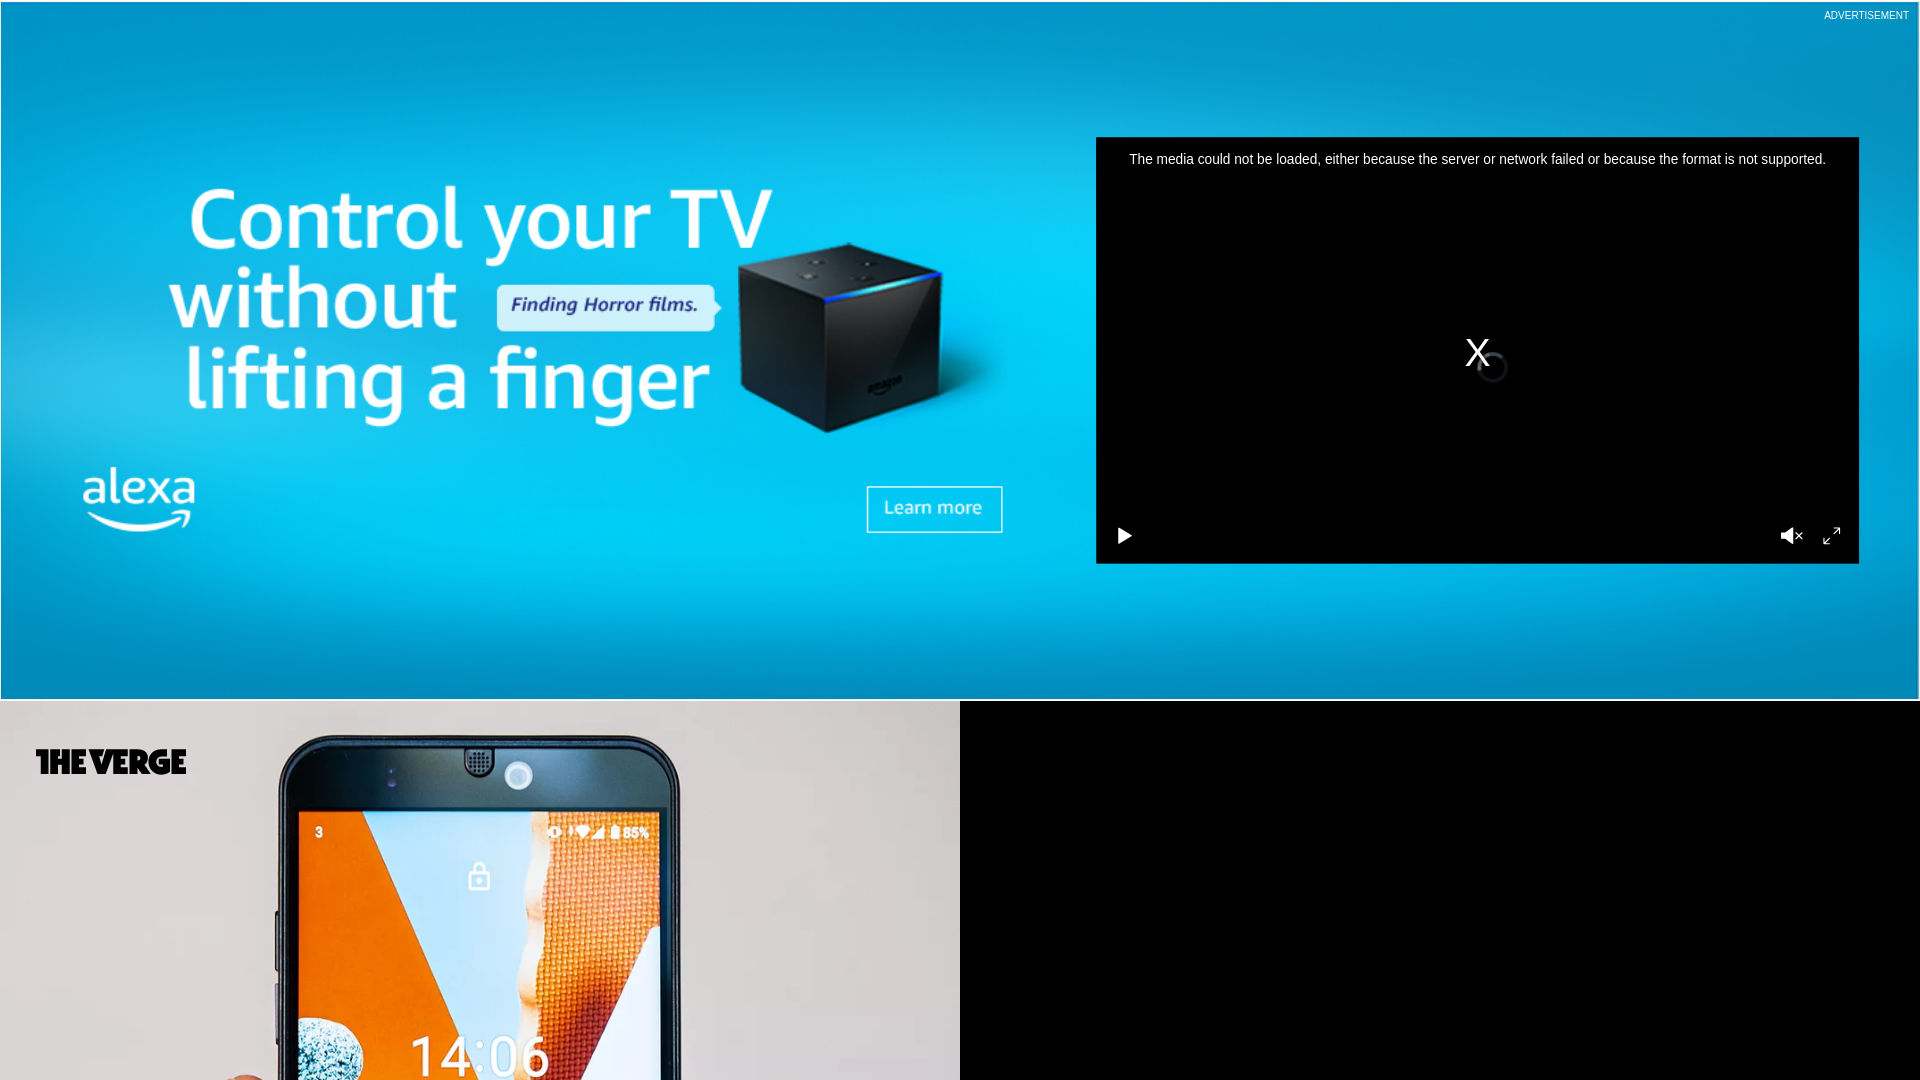 ADVERTISEMENT
Control your TV
without
Finding Horror films.
lifting a finger
amazon
alexa
Learn more
The media could not be loaded, either because the server or network failed or because the format is not supported.
X
THE VERGE
3
85%
14:06